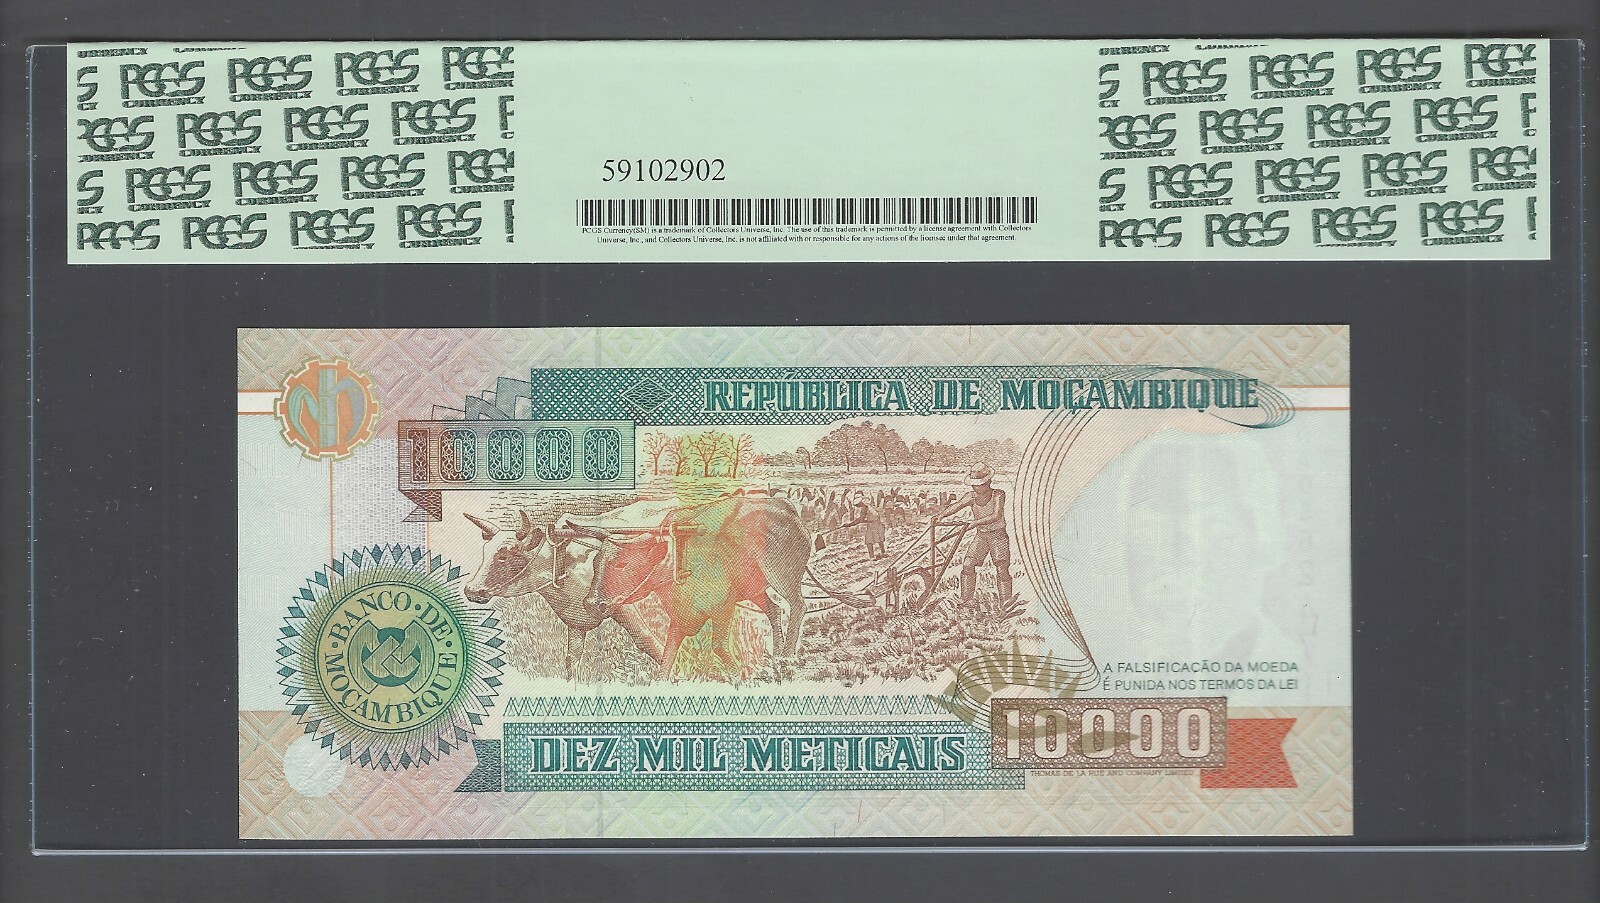 PCGS CURRENCY
59102902
PCGS Currency(SM) is a trademark of Collectors Universe, Inc. The use of this trademark is permitted by a license agreement with Collectors
Universe, Inc., and Collectors Universe, Inc. is not affiliated with or responsible for any actions of the licensee under that agreement.
REPÚBLICA DE MOÇAMBIQUE
10000
BANCO·DE·
MOÇAMBIQUE
A FALSIFICAÇÃO DA MOEDA
É PUNIDA NOS TERMOS DA LEI
10000
DEZ MIL METICAIS
THOMAS DE LA RUE AND COMPANY LIMITED